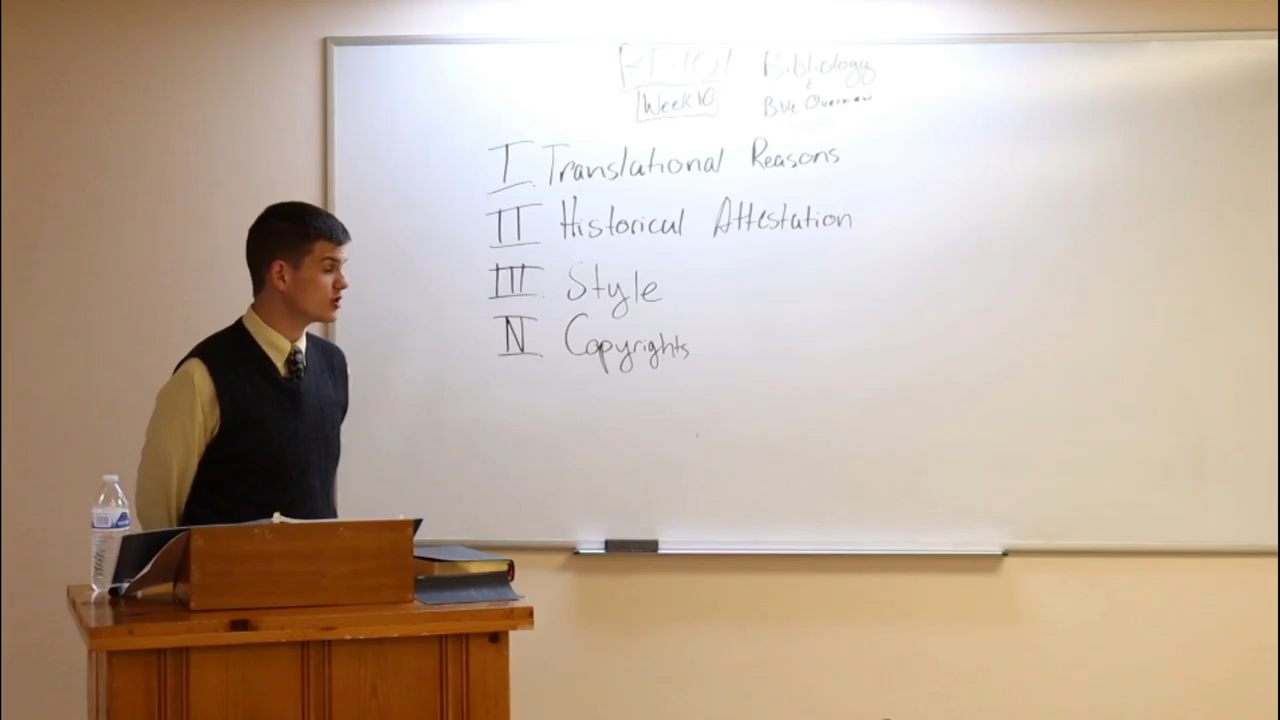 Bibliology
Week 10
&
Bible Overview
I. Translational Reasons
II Historical Attestation
III. Style
IV. Copyrights